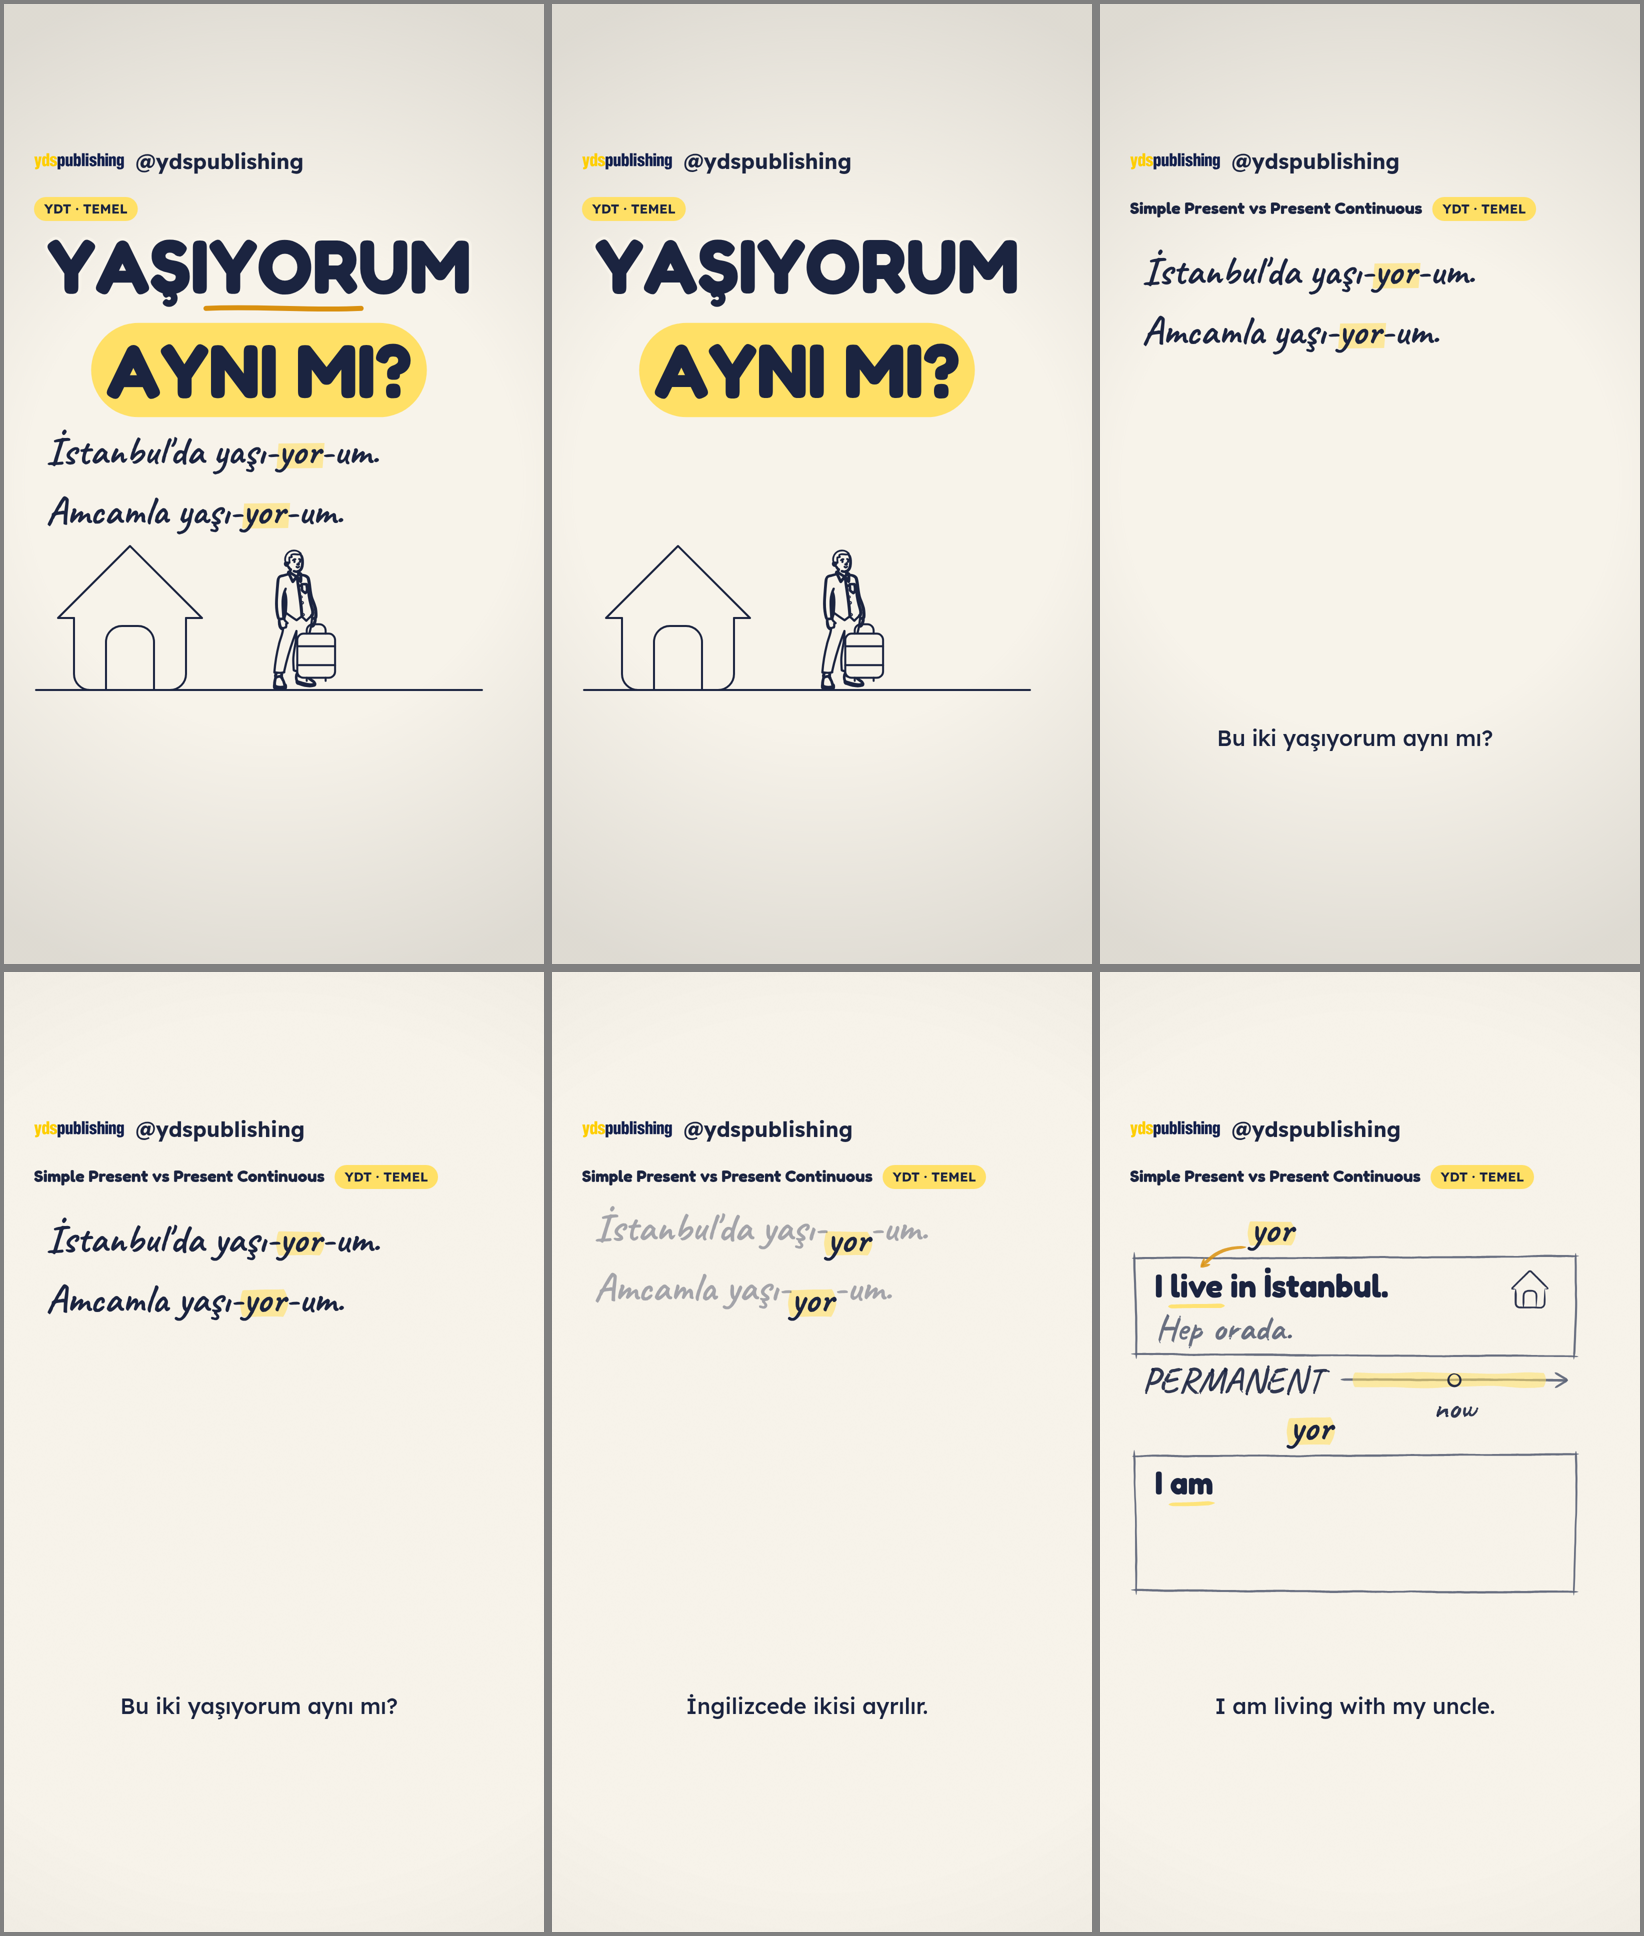 ydspublishing @ydspublishing
YDT · TEMEL
YAŞIYORUM
AYNI MI?
İstanbul'da yaşı-yor-um.
Amcamla yaşı-yor-um.
ydspublishing @ydspublishing
YDT · TEMEL
YAŞIYORUM
AYNI MI?
ydspublishing @ydspublishing
Simple Present vs Present Continuous YDT · TEMEL
İstanbul'da yaşı-yor-um.
Amcamla yaşı-yor-um.
Bu iki yaşıyorum aynı mı?
ydspublishing @ydspublishing
Simple Present vs Present Continuous YDT · TEMEL
İstanbul'da yaşı-yor-um.
Amcamla yaşı-yor-um.
Bu iki yaşıyorum aynı mı?
ydspublishing @ydspublishing
Simple Present vs Present Continuous YDT · TEMEL
İstanbul'da yaşı-yor-um.
Amcamla yaşı-yor-um.
İngilizcede ikisi ayrılır.
ydspublishing @ydspublishing
Simple Present vs Present Continuous YDT · TEMEL
yor
I live in İstanbul.
Hep orada.
PERMANENT
now
yor
I am
I am living with my uncle.